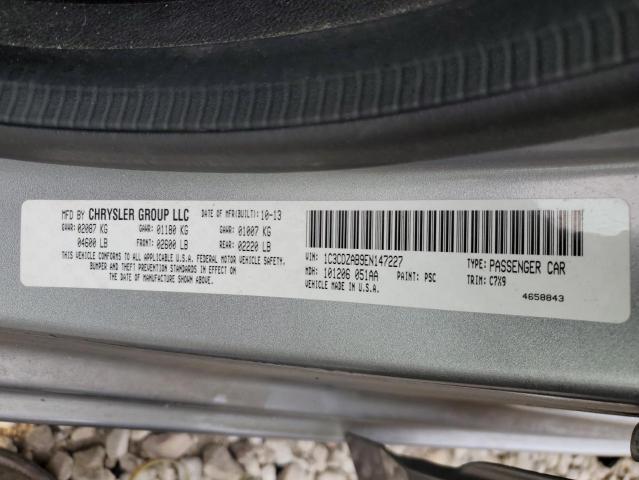 MFD BY CHRYSLER GROUP LLC DATE OF MFR(BUILT): 10-13
GVWR: 02087 KG GAWR: 01180 KG GAWR: 01007 KG
04600 LB FRONT: 02600 LB REAR: 02220 LB
THIS VEHICLE CONFORMS TO ALL APPLICABLE U.S.A. FEDERAL MOTOR VEHICLE SAFETY,
BUMPER AND THEFT PREVENTION STANDARDS IN EFFECT ON THE DATE OF MANUFACTURE
SHOWN ABOVE.
VIN: 1C3CDZAB9EN147227 TYPE: PASSENGER CAR
MDH: 101206 051AA PAINT: PSC TRIM: C7X9
VEHICLE MADE IN U.S.A. 4658843